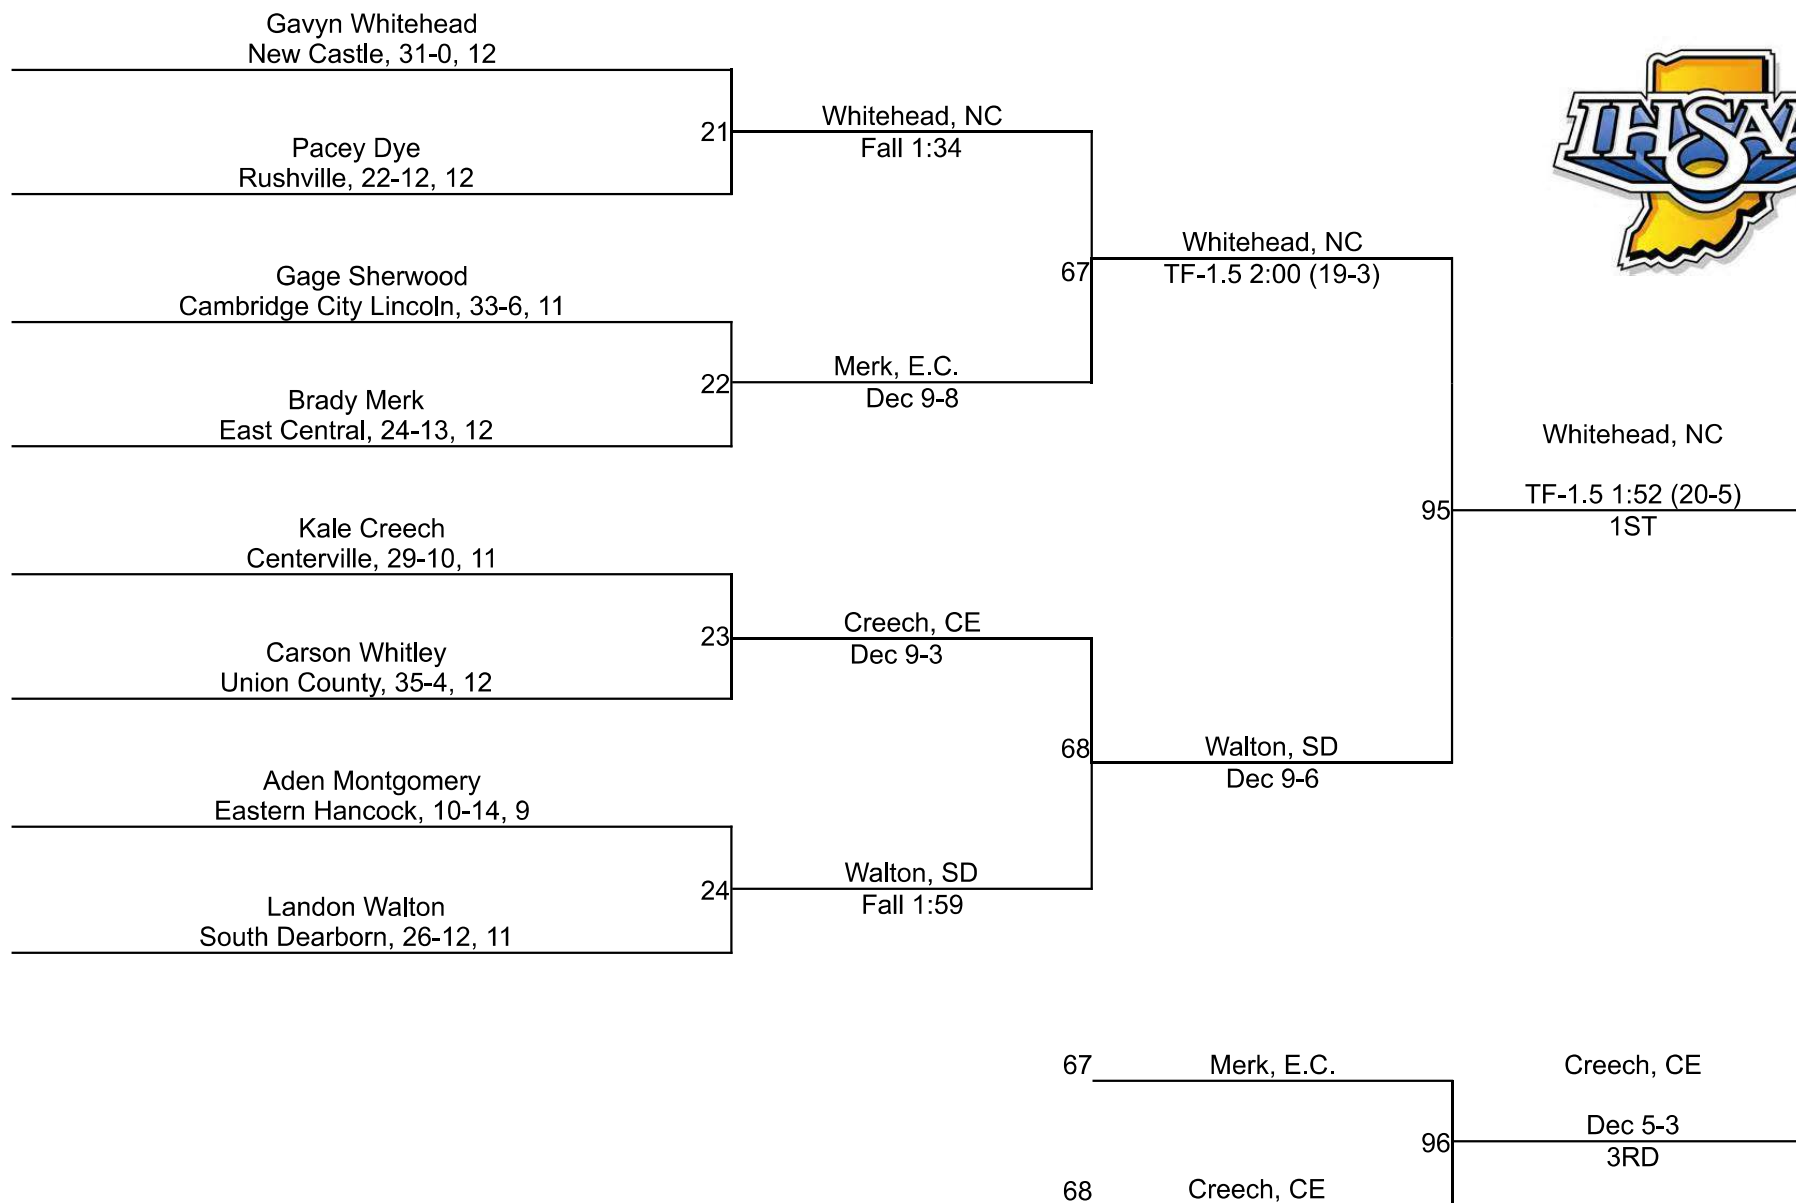 Gavyn Whitehead
New Castle, 31-0, 12
21
Whitehead, NC
Fall 1:34
Pacey Dye
Rushville, 22-12, 12
IHSAA
67
Whitehead, NC
TF-1.5 2:00 (19-3)
Gage Sherwood
Cambridge City Lincoln, 33-6, 11
22
Merk, E.C.
Dec 9-8
Brady Merk
East Central, 24-13, 12
95
Whitehead, NC
TF-1.5 1:52 (20-5)
1ST
Kale Creech
Centerville, 29-10, 11
23
Creech, CE
Dec 9-3
Carson Whitley
Union County, 35-4, 12
68
Walton, SD
Dec 9-6
Aden Montgomery
Eastern Hancock, 10-14, 9
24
Walton, SD
Fall 1:59
Landon Walton
South Dearborn, 26-12, 11
67
Merk, E.C.
Creech, CE
96
Dec 5-3
3RD
68
Creech, CE